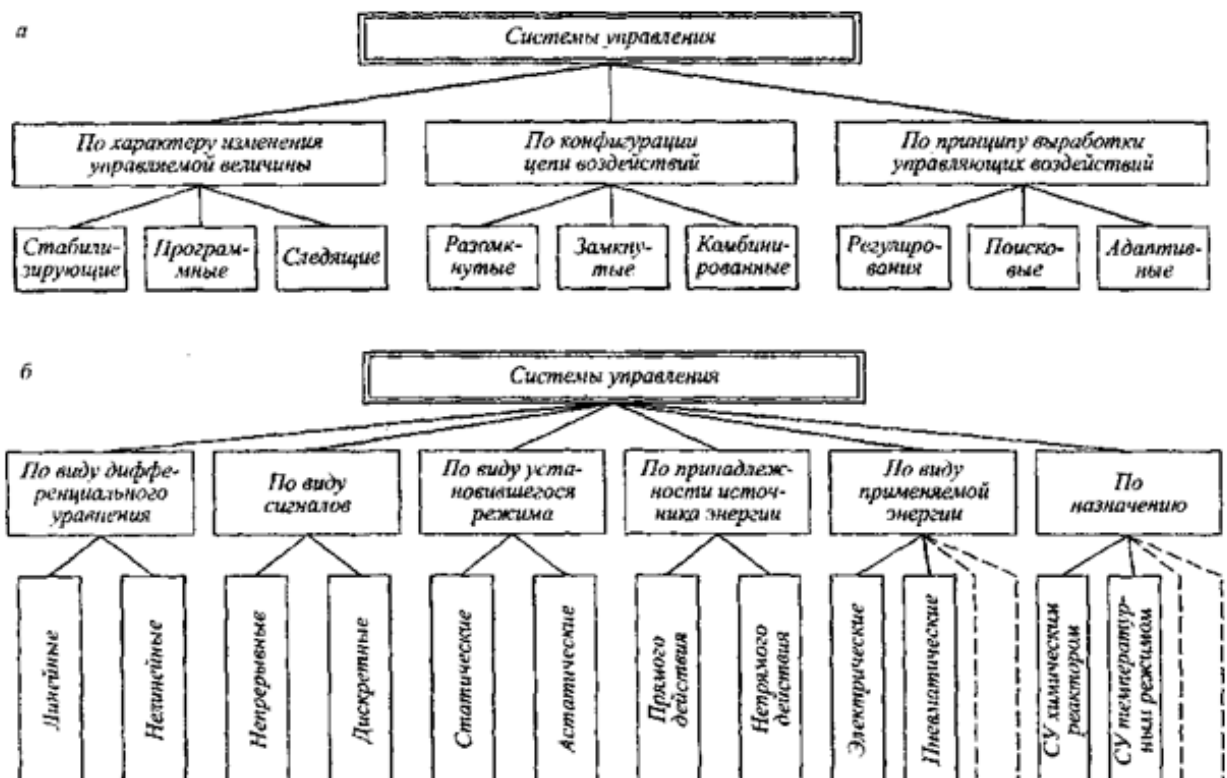 а
Системы управления
По характеру изменения
управляемой величины
По конфигурации
цепи воздействий
По принципу выработки
управляющих воздействий
Стабили-
зирующие
Програм-
мные
Следящие
Разомк-
нутые
Замкну-
тые
Комбини-
рованные
Регулиро-
вания
Поиско-
вые
Адаптив-
ные
б
Системы управления
По виду диффе-
ренциального
уравнения
По виду
сигналов
По виду уста-
новившегося
режима
По принадлеж-
ности источ-
ника энергии
По виду
применяемой
энергии
По
назначению
Линейные
Нелинейные
Непрерывные
Дискретные
Статические
Астатические
Прямого
действия
Непрямого
действия
Электрические
Пневматические
СУ химическим
реактором
СУ температур-
ным режимом